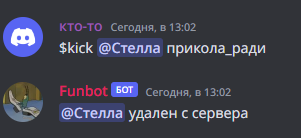 кто-то Сегодня, в 13:02
$kick @Стелла прикола_ради
Funbot БОТ Сегодня, в 13:02
@Стелла удален с сервера